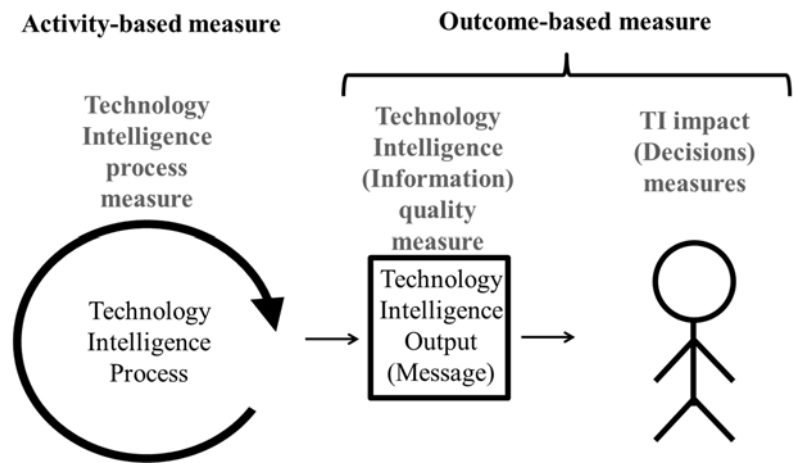 Activity-based measure
Outcome-based measure
Technology
Intelligence
process
measure
Technology
Intelligence
(Information)
quality
measure
TI impact
(Decisions)
measures
Technology
Intelligence
Process
Technology
Intelligence
Output
(Message)